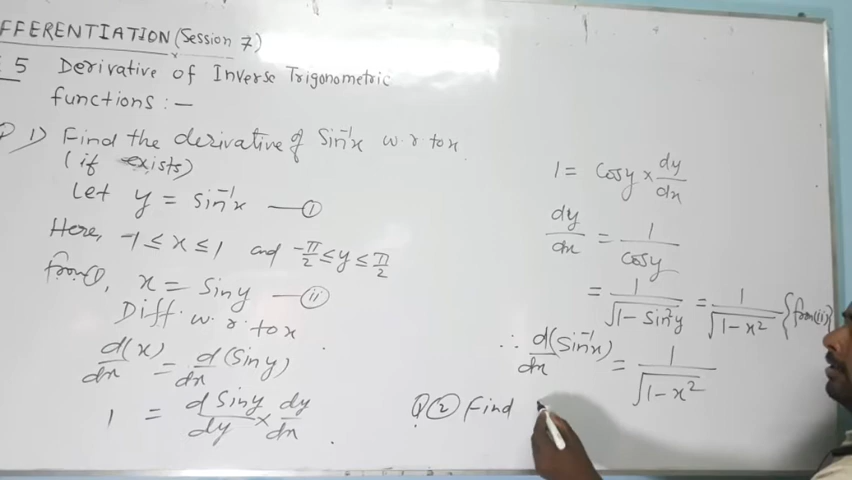 FFERENTIATION (Session 7)
5 Derivative of Inverse Trigonometric
functions :—
Q 1) Find the derivative of Sin⁻¹x w.r to x
(if exists)
Let y = sin⁻¹x —(i)
Here, -1 ≤ x ≤ 1 and -π/2 ≤ y ≤ π/2
from (i), x = siny —(ii)
Diff. w.r. to x
d(x)/dx = d(siny)/dx
1 = d Siny/dy × dy/dx
1 = Cosy × dy/dx
dy/dx = 1/Cosy
= 1/√(1-Sin²y) = 1/√(1-x²) {from(ii)}
∴ d(Sin⁻¹x)/dx = 1/√(1-x²)
Q (2) Find